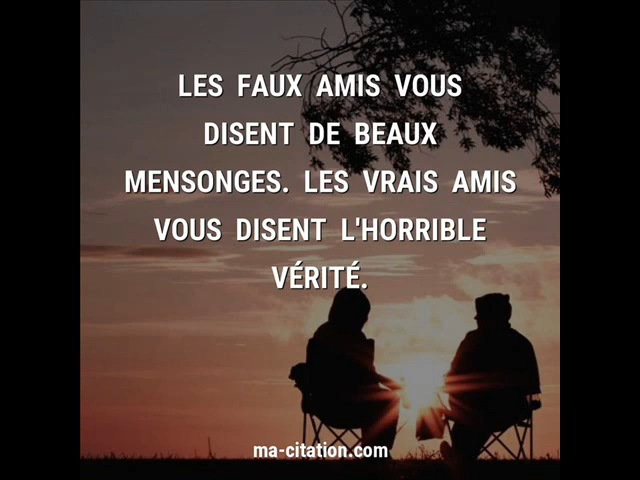 LES FAUX AMIS VOUS
DISENT DE BEAUX
MENSONGES. LES VRAIS AMIS
VOUS DISENT L'HORRIBLE
VÉRITÉ.
ma-citation.com